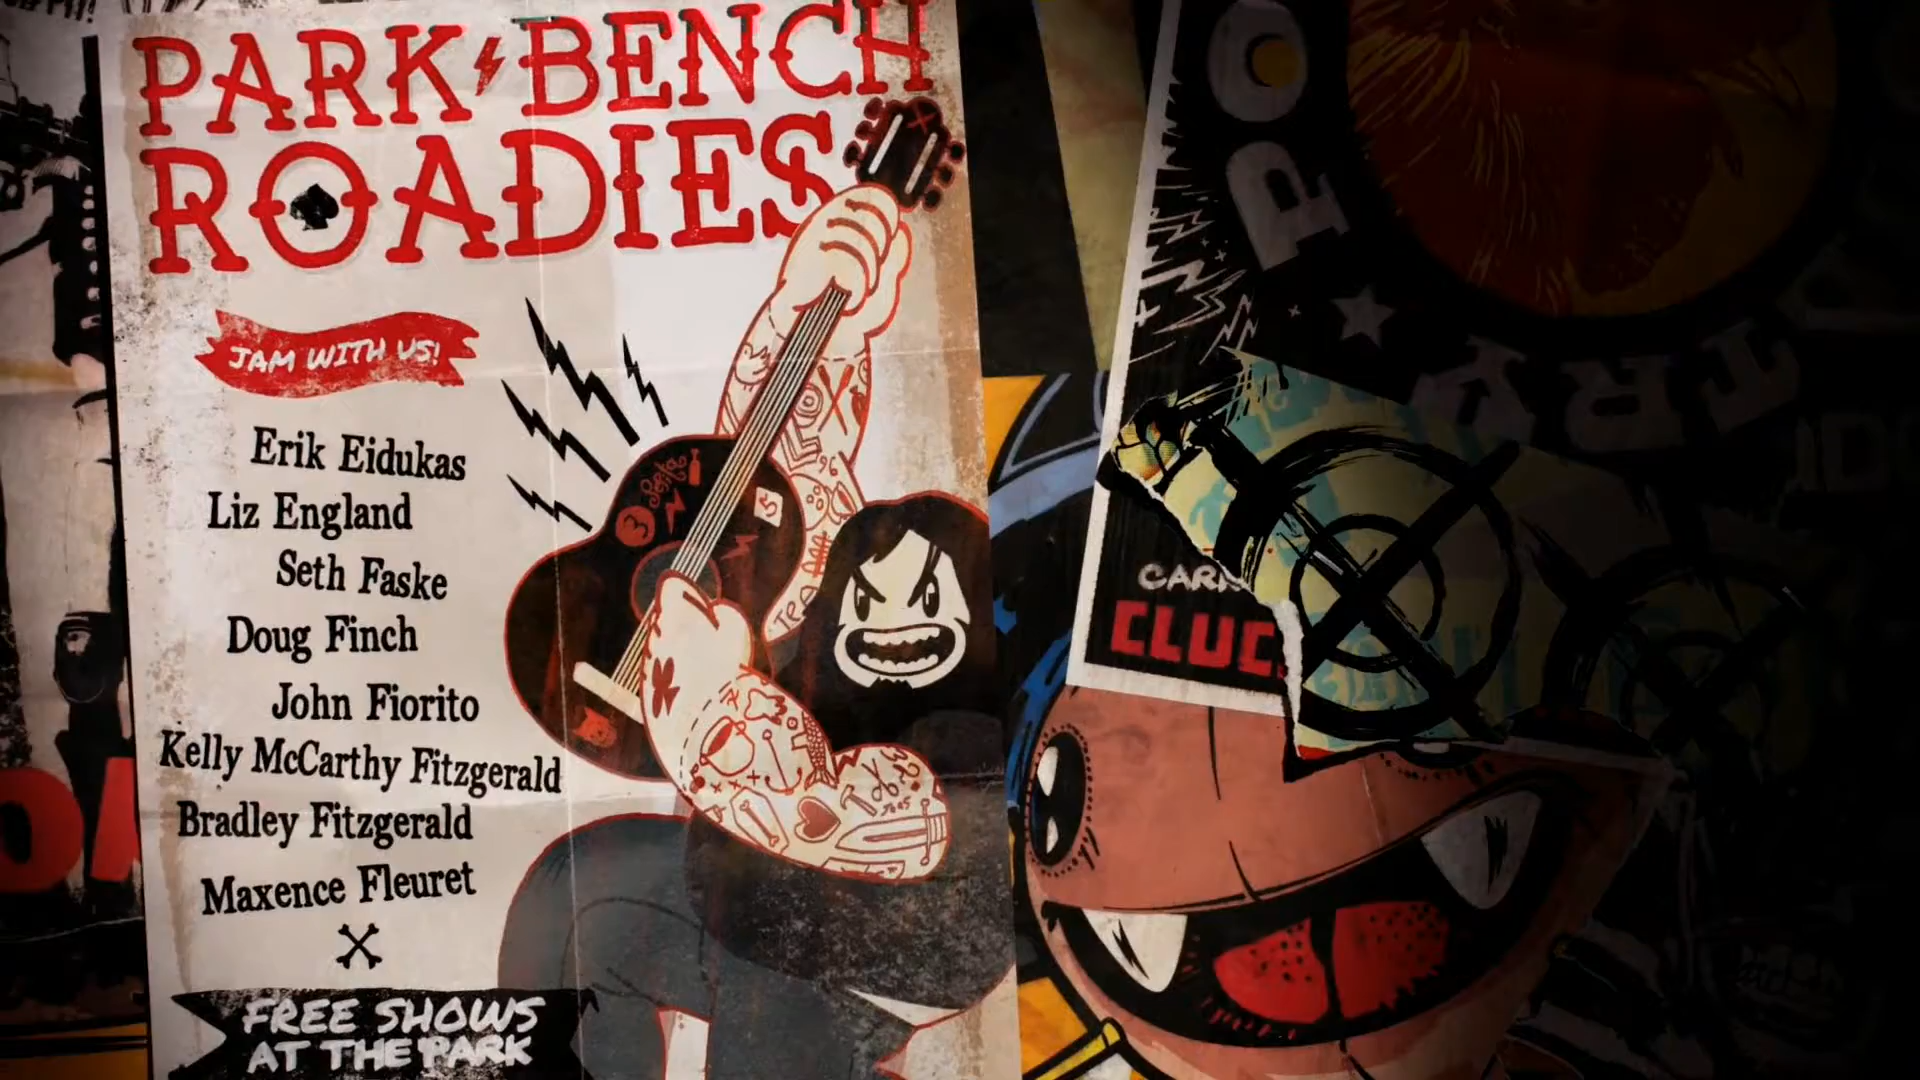 PARK BENCH
ROADIES
JAM WITH US!
Erik Eidukas
Liz England
Seth Faske
Doug Finch
John Fiorito
Kelly McCarthy Fitzgerald
Bradley Fitzgerald
Maxence Fleuret
FREE SHOWS
AT THE PARK
CLUC